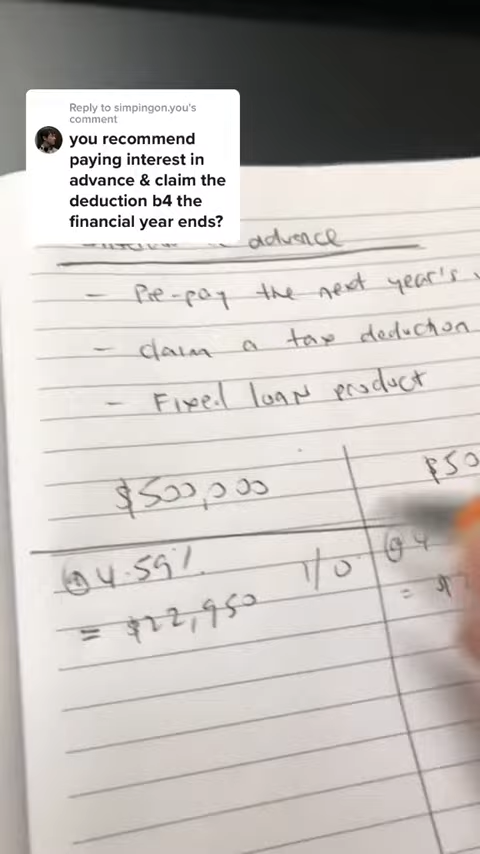 Reply to simpingon.you's
comment
you recommend
paying interest in
advance & claim the
deduction b4 the
financial year ends?
advance
- Pre-pay the next year's
- Claim a tax deduction
- Fixed loan product
$500,000
$50
@ 4.59%
I/O
@ 4
= $22,950
= $